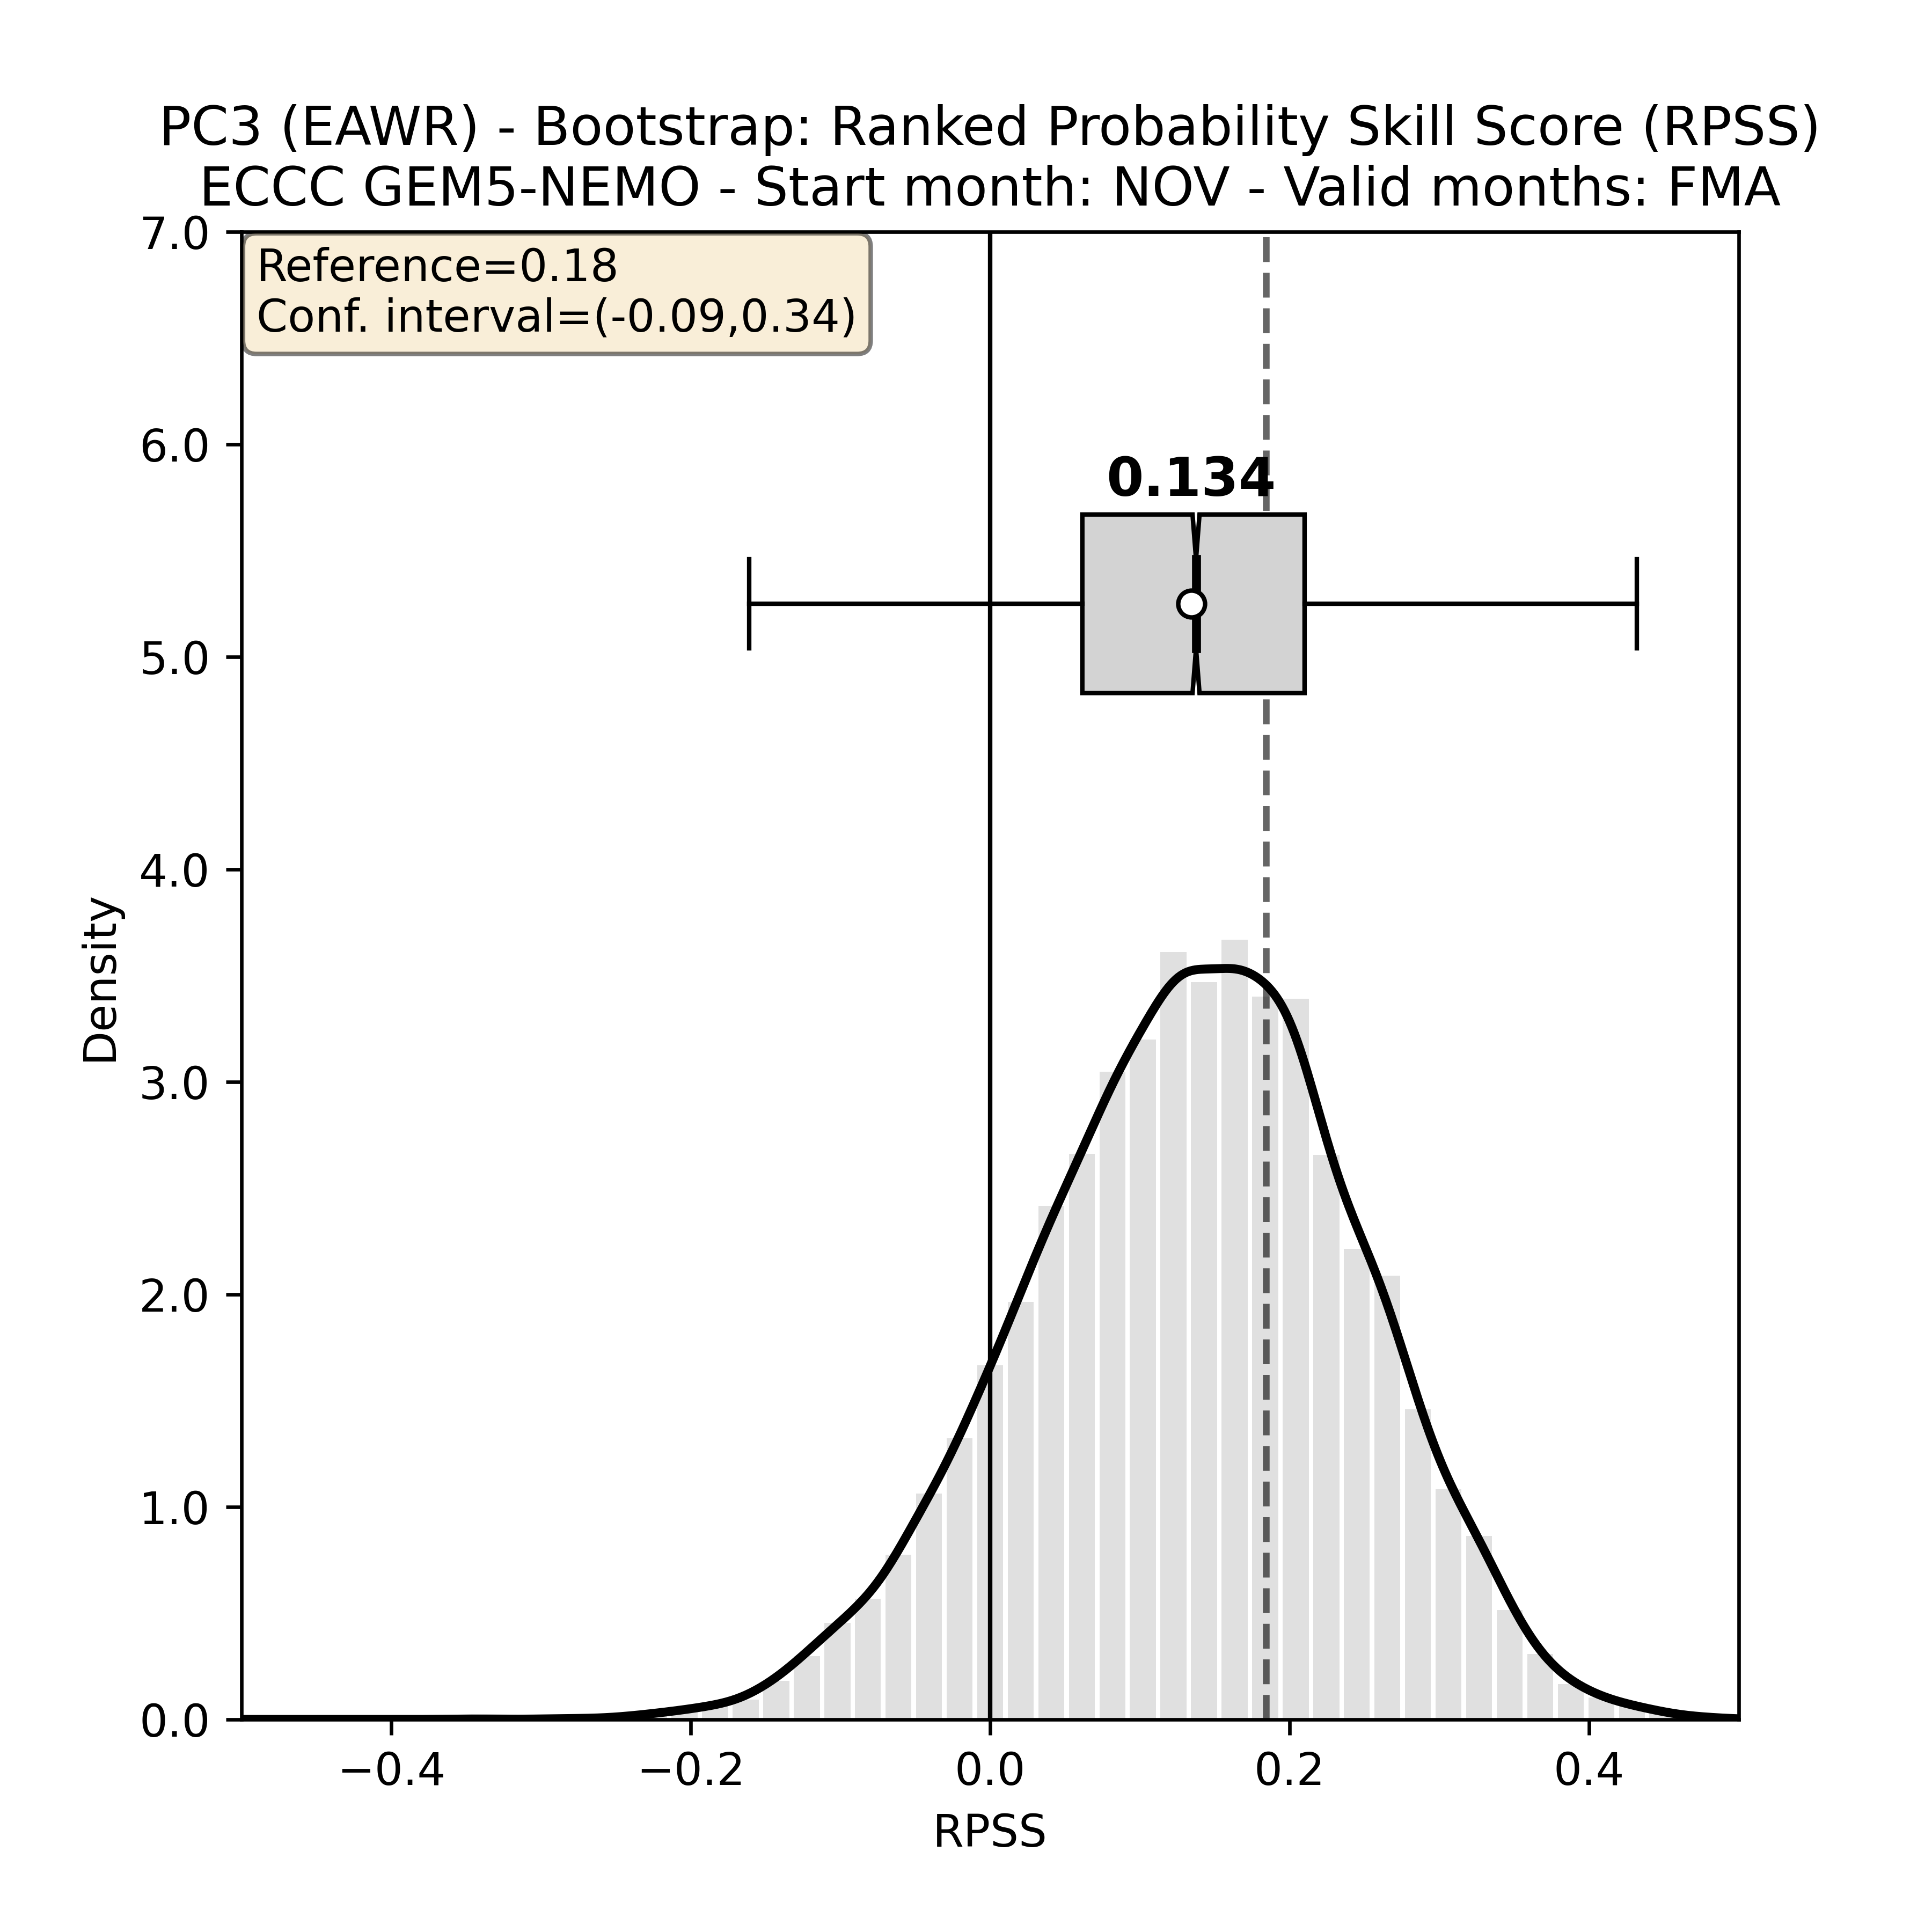 PC3 (EAWR) - Bootstrap: Ranked Probability Skill Score (RPSS)
ECCC GEM5-NEMO - Start month: NOV - Valid months: FMA
Reference=0.18
Conf. interval=(-0.09,0.34)
0.134
7.0
6.0
5.0
4.0
3.0
2.0
1.0
0.0
Density
−0.4
−0.2
0.0
0.2
0.4
RPSS